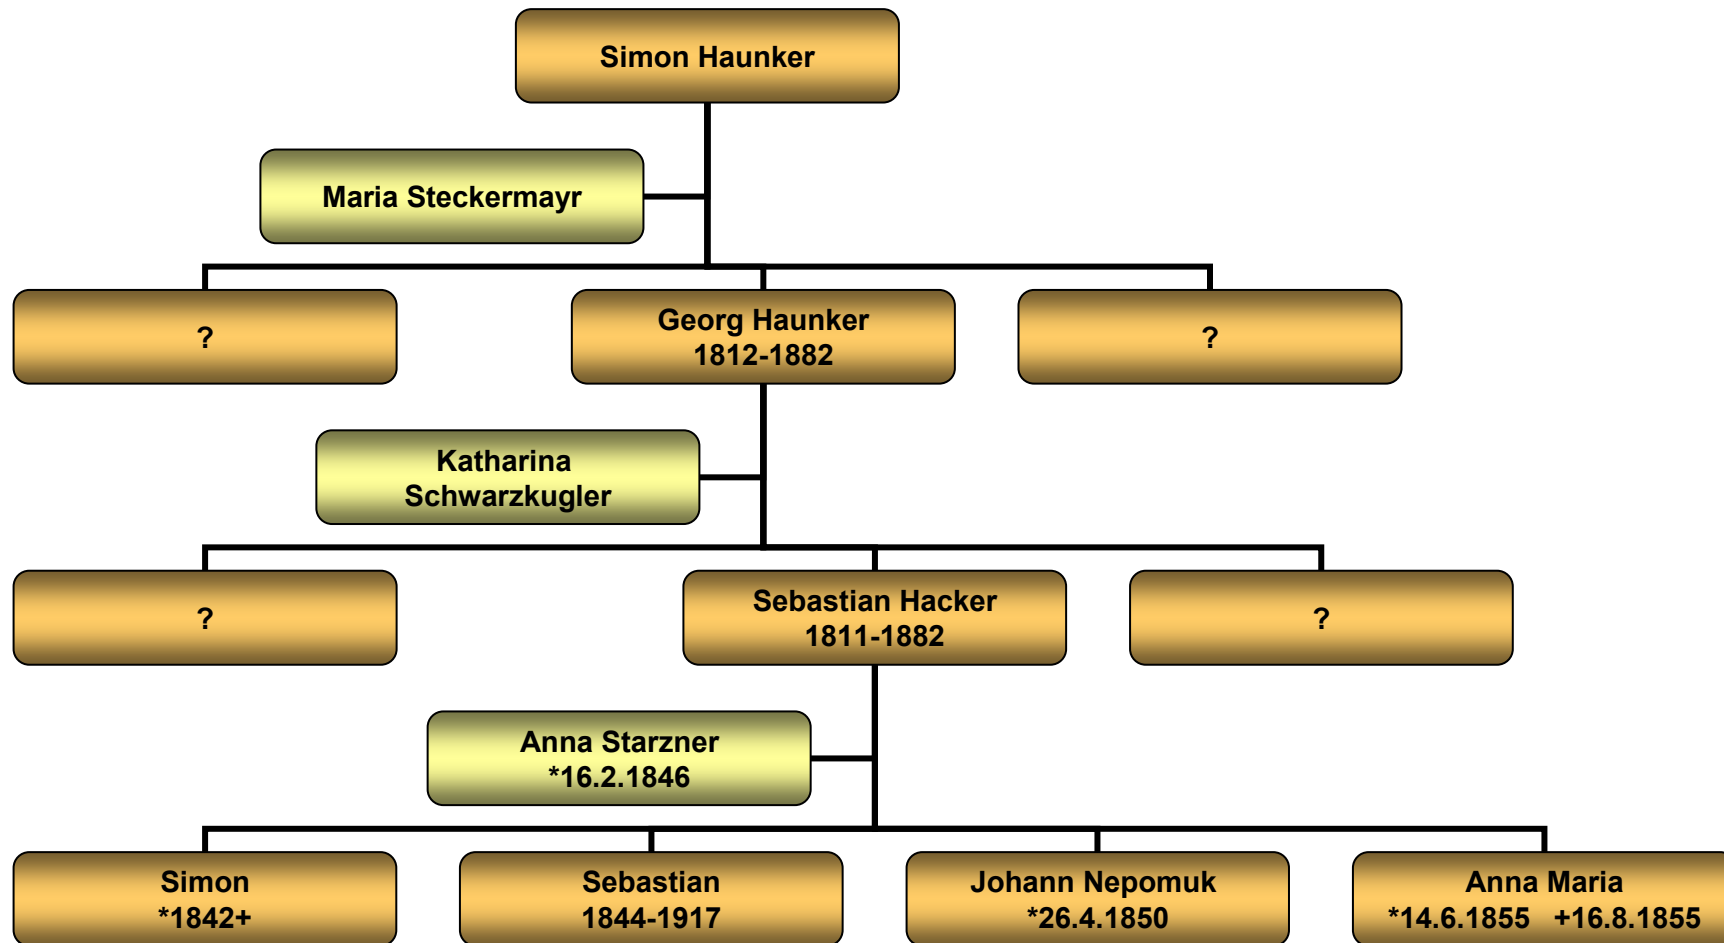 Simon Haunker
Maria Steckermayr
?
Georg Haunker
1812-1882
?
Katharina
Schwarzkugler
?
Sebastian Hacker
1811-1882
?
Anna Starzner
*16.2.1846
Simon
*1842+
Sebastian
1844-1917
Johann Nepomuk
*26.4.1850
Anna Maria
*14.6.1855 +16.8.1855